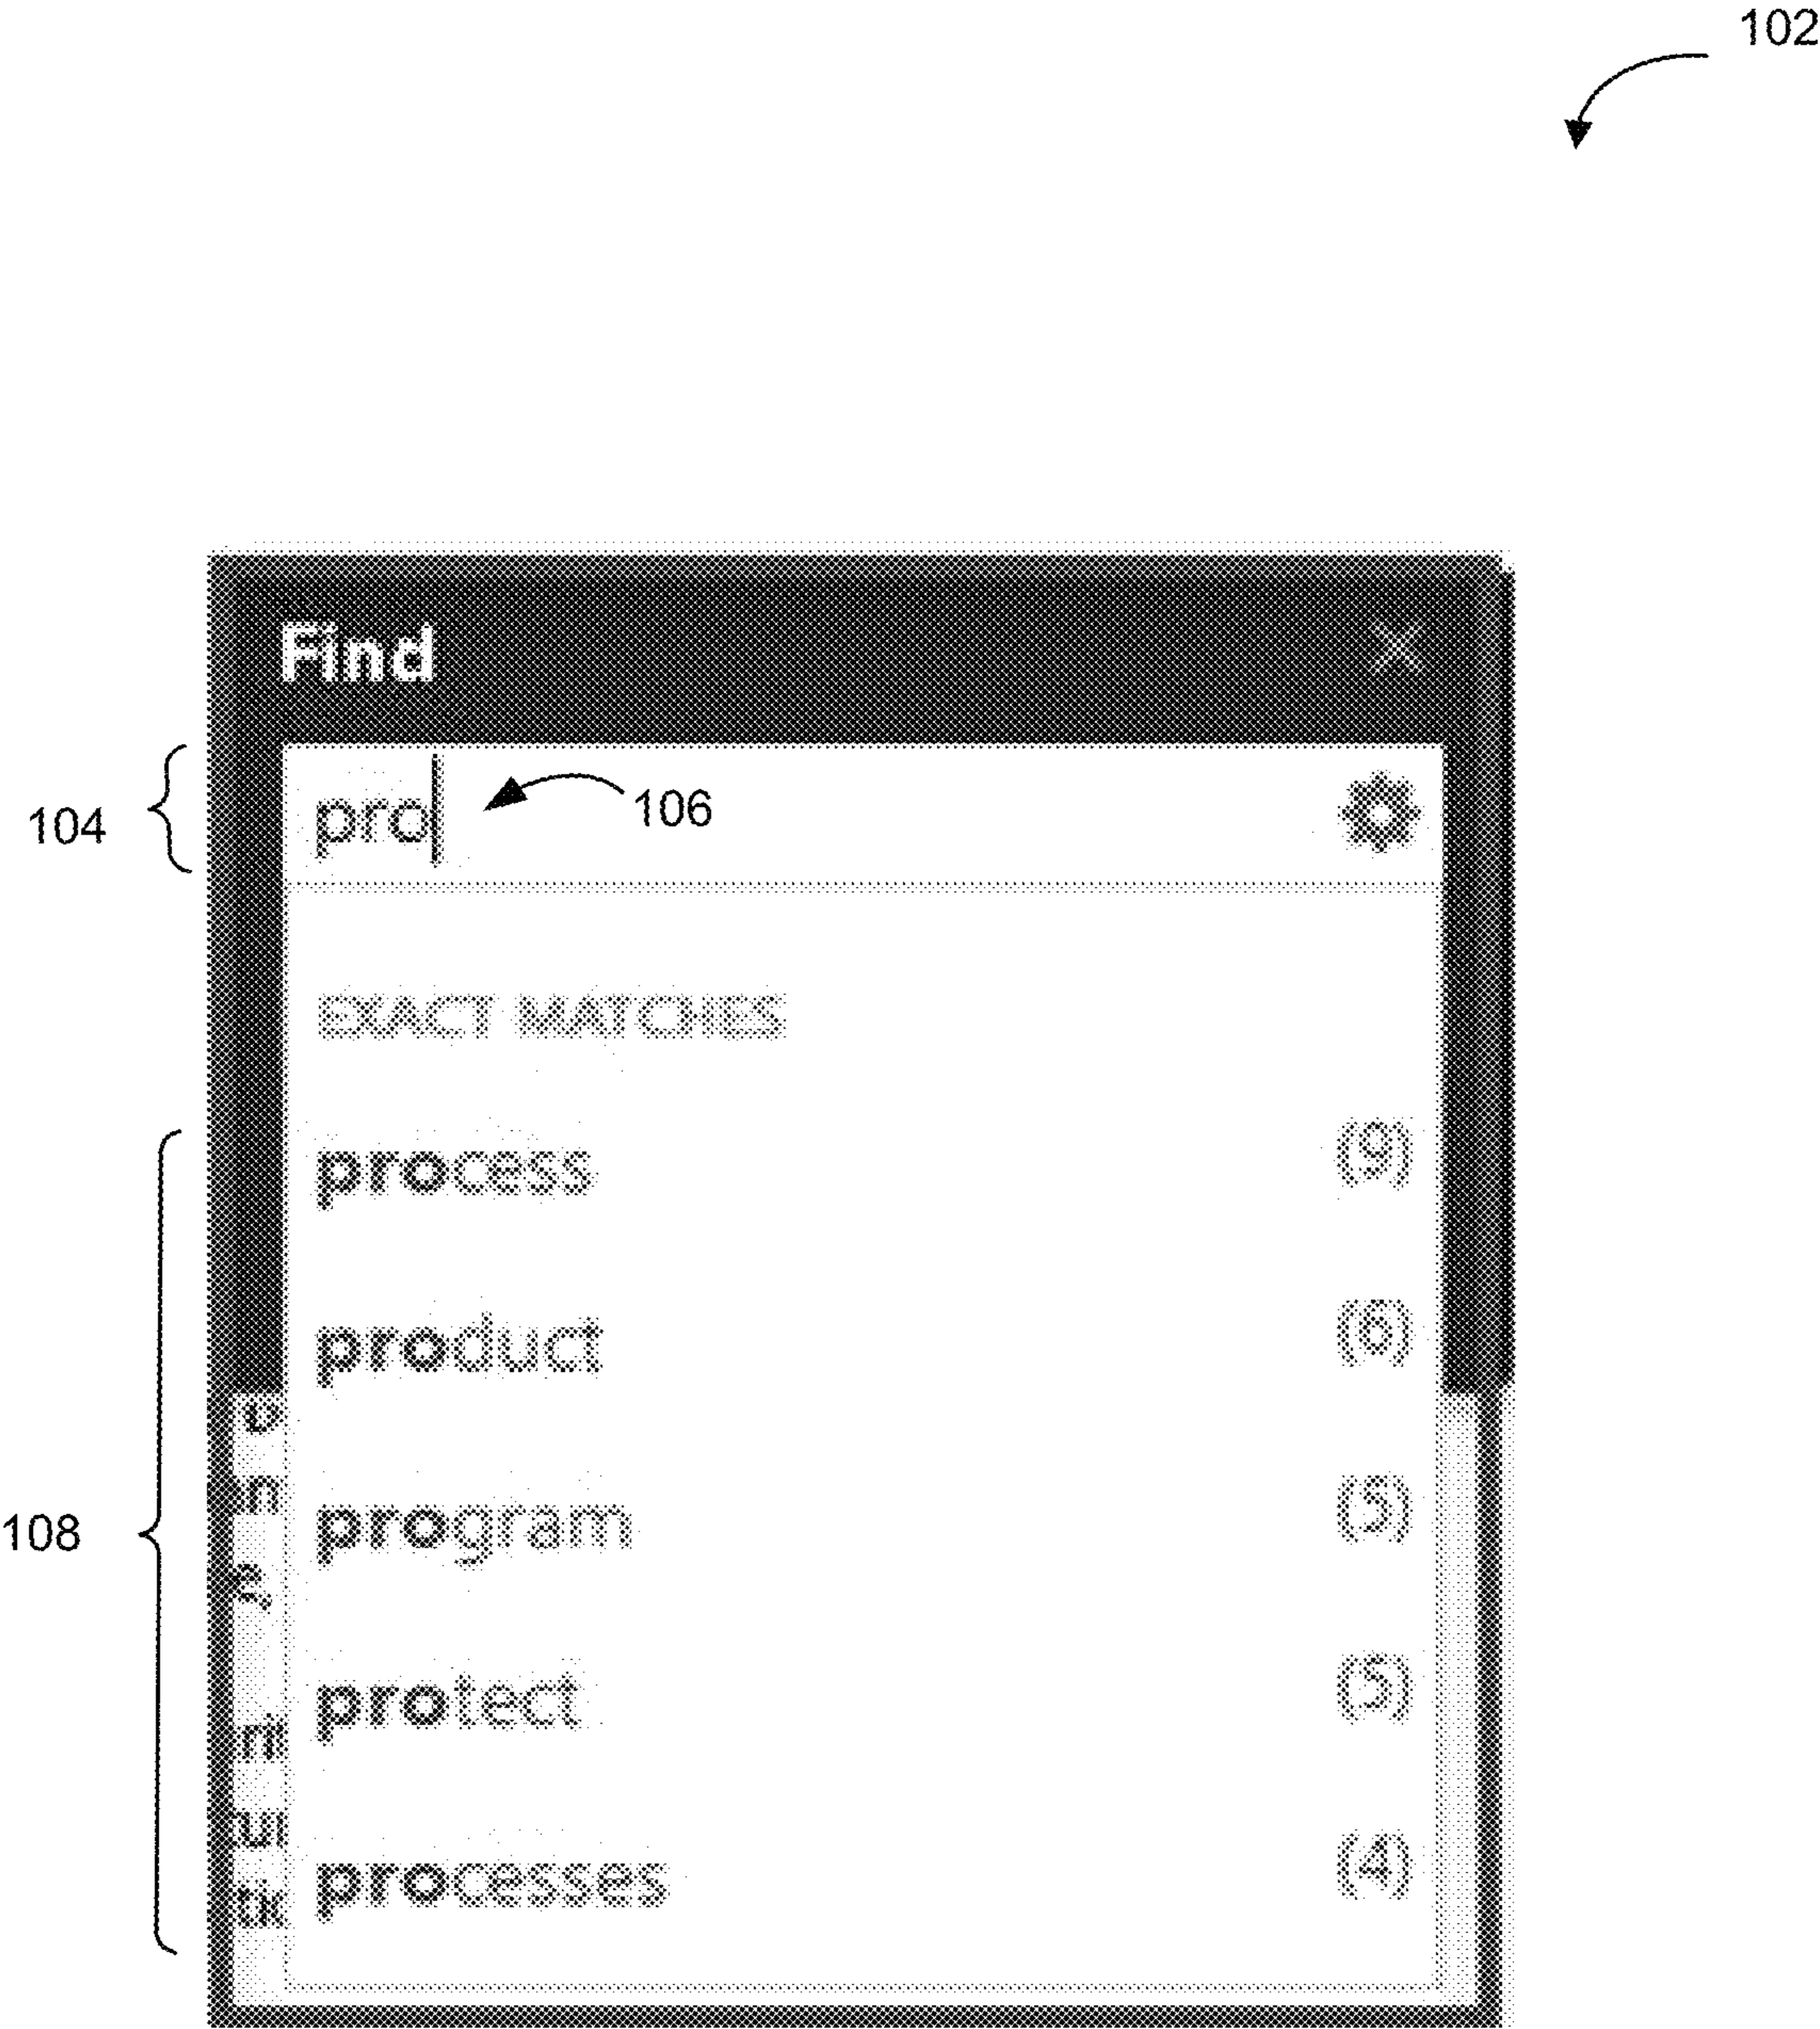 102
Find
104
pro
106
EXACT MATCHES
process (9)
product (6)
program (5)
protect (5)
108
processes (4)